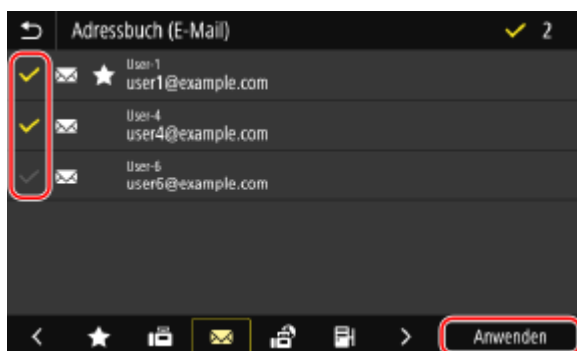 Adressbuch (E-Mail) 2
User-1
user1@example.com
User-4
user4@example.com
User-6
user6@example.com
Anwenden